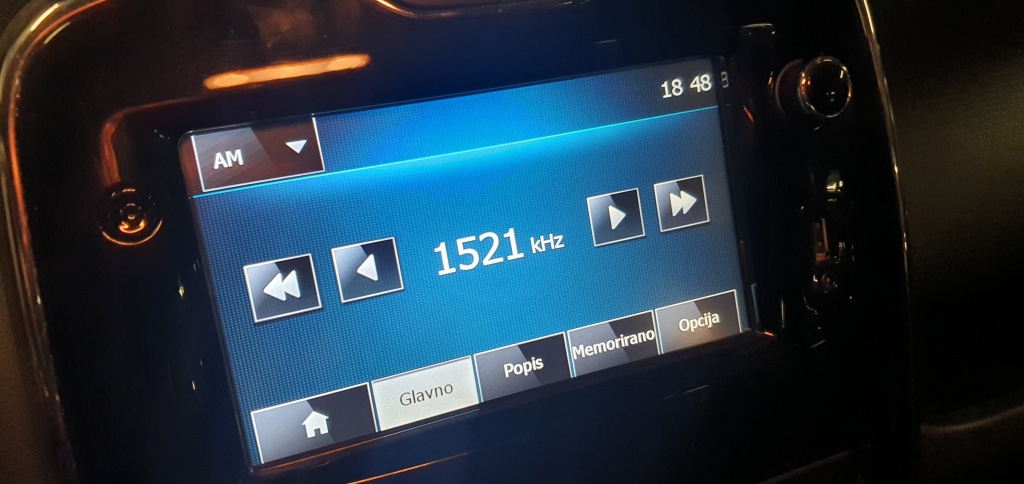 18 48
AM
1521 kHz
Glavno
Popis
Memorirano
Opcija